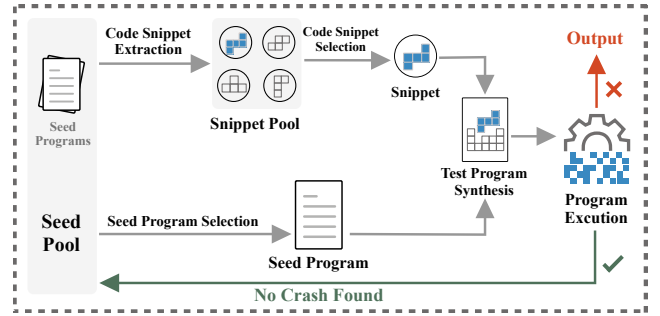 Code Snippet
Extraction
Code Snippet
Selection
Output
Seed
Programs
Snippet
Snippet Pool
Test Program
Synthesis
Program
Excution
Seed
Pool
Seed Program Selection
Seed Program
No Crash Found